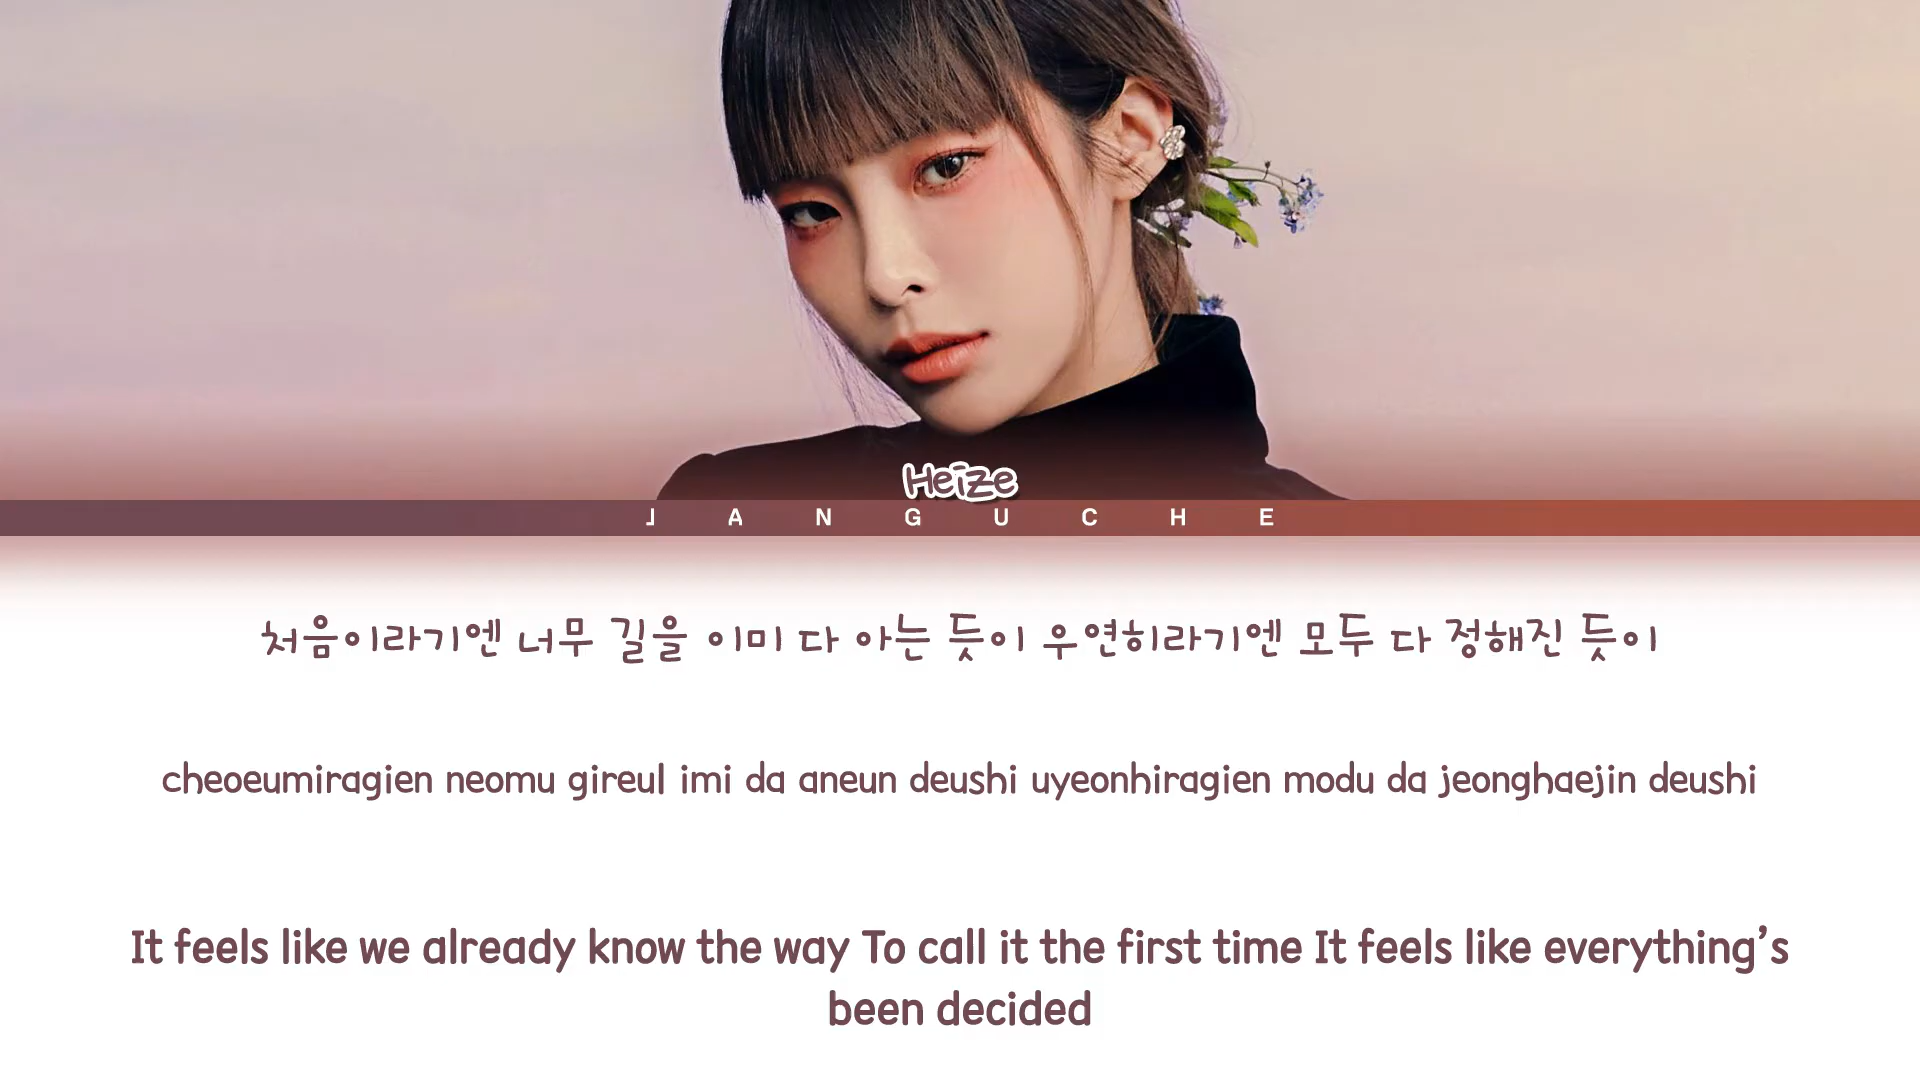 Heize
JANGUCHE
처음이라기엔 너무 길을 이미 다 아는 듯이 우연히라기엔 모두 다 정해진 듯이
cheoeumiragien neomu gireul imi da aneun deushi uyeonhiragien modu da jeonghaejin deushi
It feels like we already know the way To call it the first time It feels like everything’s
been decided